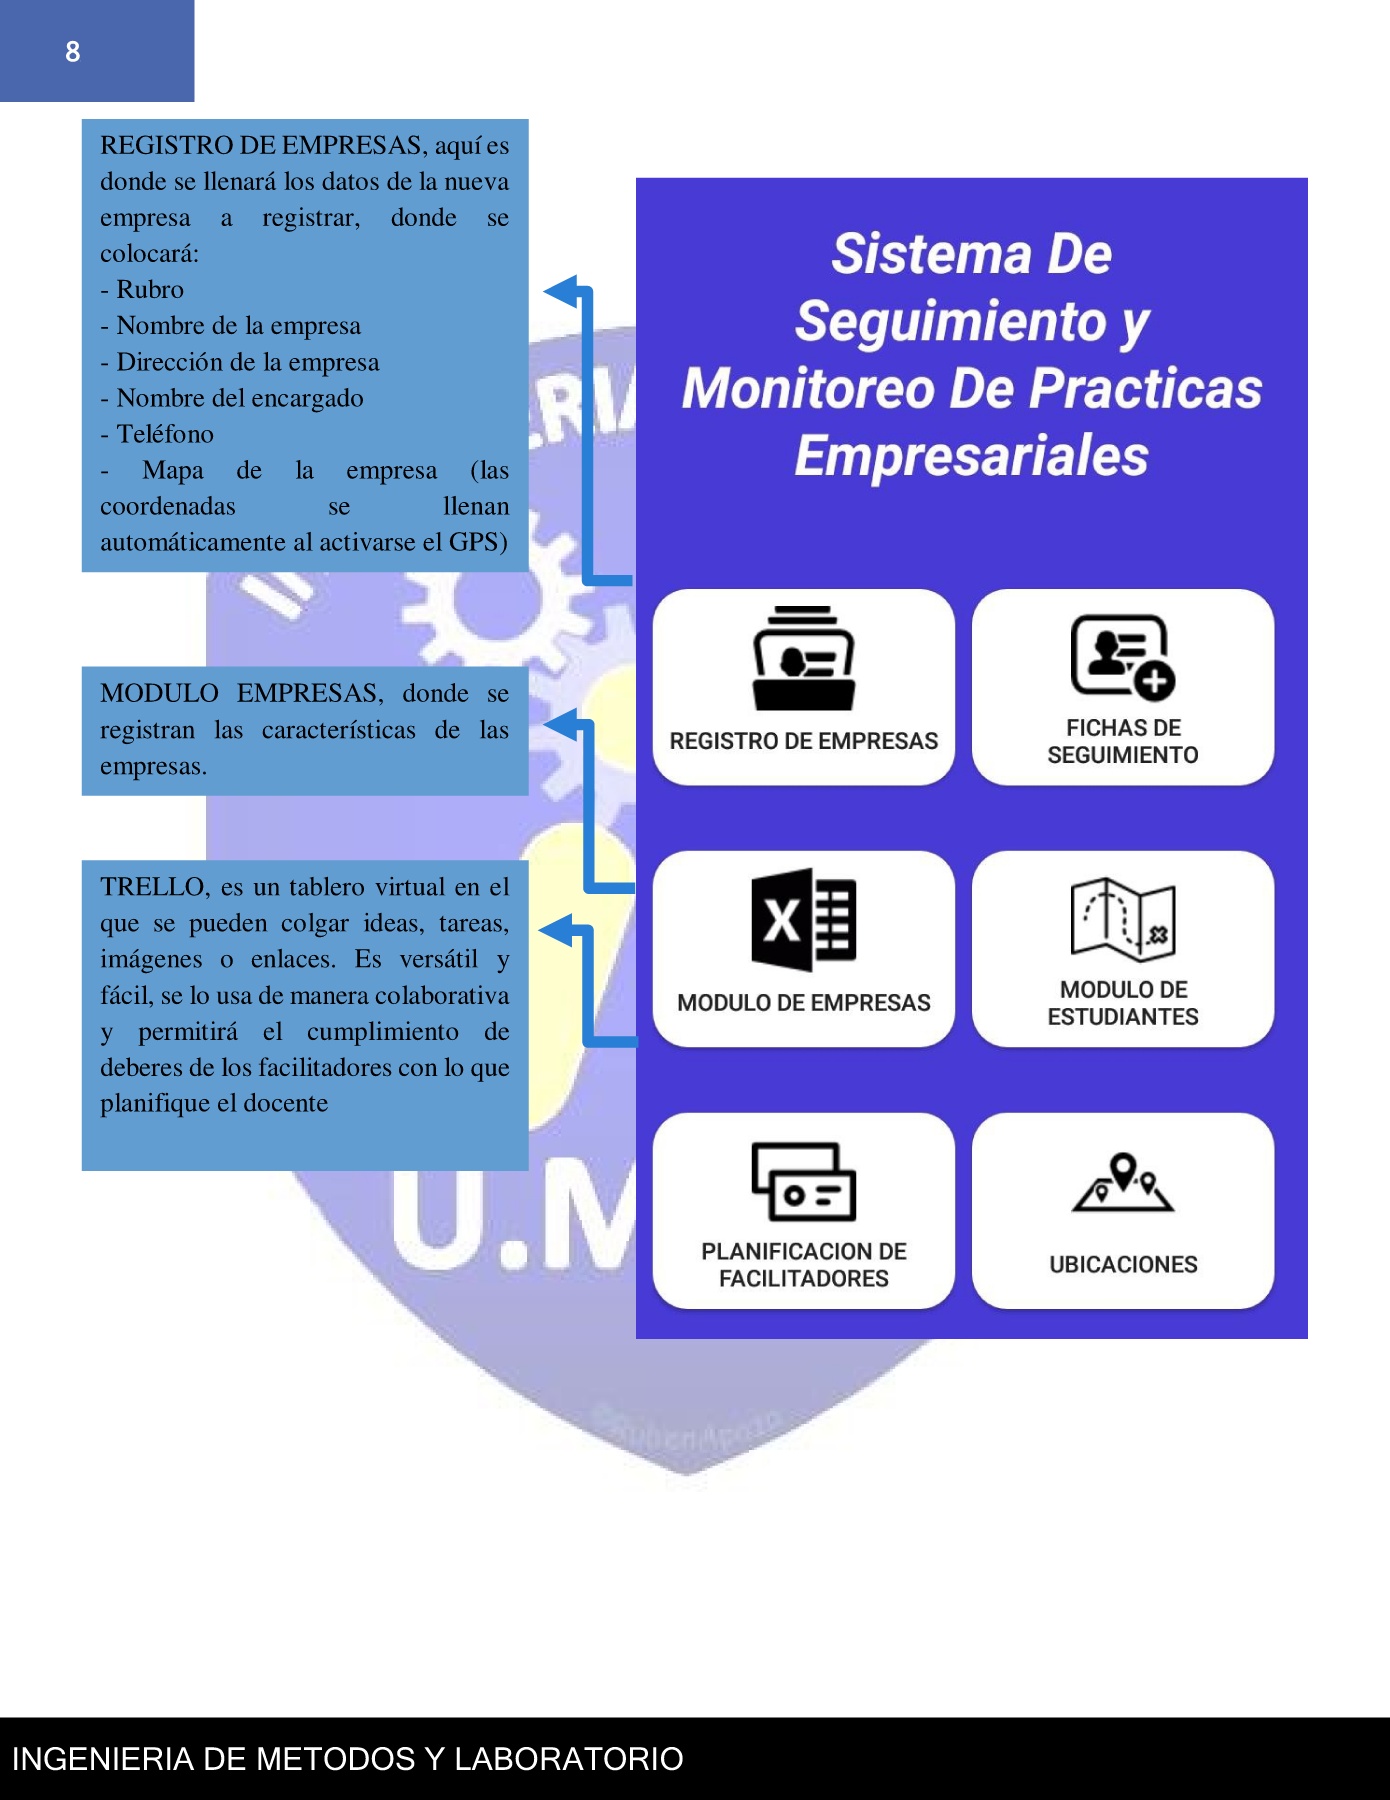 8
REGISTRO DE EMPRESAS, aquí es
donde se llenará los datos de la nueva
empresa a registrar, donde se
colocará:
- Rubro
- Nombre de la empresa
- Dirección de la empresa
- Nombre del encargado
- Teléfono
- Mapa de la empresa (las
coordenadas se llenan
automáticamente al activarse el GPS)
MODULO EMPRESAS, donde se
registran las características de las
empresas.
TRELLO, es un tablero virtual en el
que se pueden colgar ideas, tareas,
imágenes o enlaces. Es versátil y
fácil, se lo usa de manera colaborativa
y permitirá el cumplimiento de
deberes de los facilitadores con lo que
planifique el docente
Sistema De
Seguimiento y
Monitoreo De Practicas
Empresariales
REGISTRO DE EMPRESAS
FICHAS DE
SEGUIMIENTO
MODULO DE EMPRESAS
MODULO DE
ESTUDIANTES
PLANIFICACION DE
FACILITADORES
UBICACIONES
U.M
INGENIERIA DE METODOS Y LABORATORIO